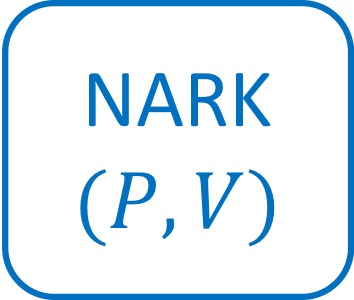 NARK
(P, V)